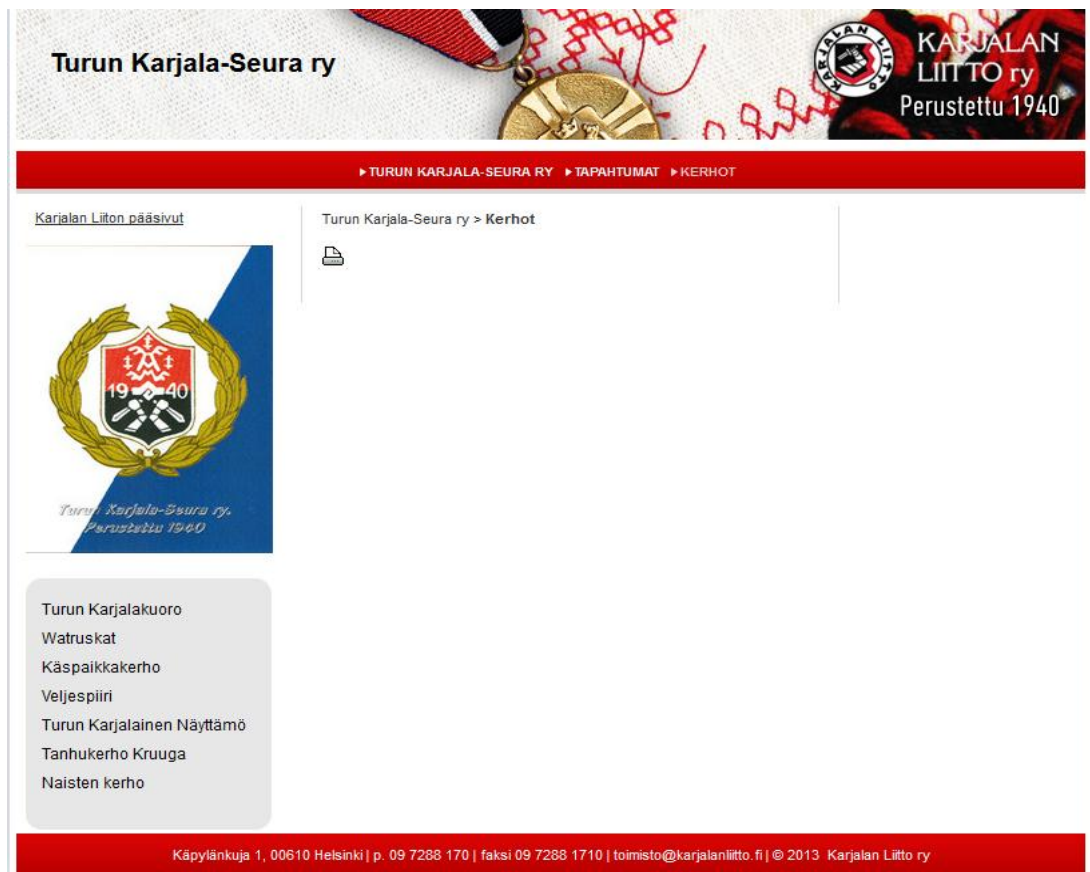 Turun Karjala-Seura ry
KARJALAN LIITTO
KARJALAN
LIITTO ry
Perustettu 1940
TURUN KARJALA-SEURA RY TAPAHTUMAT KERHOT
Karjalan Liiton pääsivut
Turun Karjala-Seura ry > Kerhot
19 40
Turun Karjala-Seura ry.
Perustettu 1940
Turun Karjalakuoro
Watruskat
Käspaikkakerho
Veljespiiri
Turun Karjalainen Näyttämö
Tanhukerho Kruuga
Naisten kerho
Käpylänkuja 1, 00610 Helsinki | p. 09 7288 170 | faksi 09 7288 1710 | toimisto@karjalanliitto.fi | © 2013 Karjalan Liitto ry